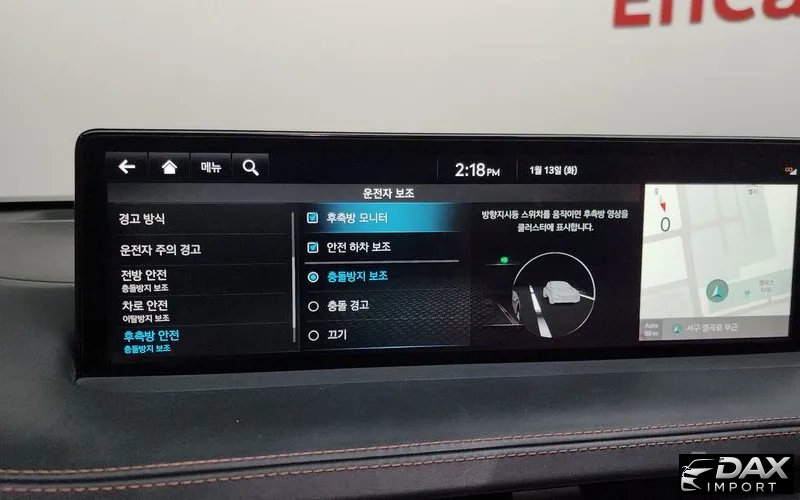 Enca
메뉴
2:18 PM
1월 13일 (화)
운전자 보조
경고 방식
운전자 주의 경고
전방 안전
충돌방지 보조
차로 안전
이탈방지 보조
후측방 안전
충돌방지 보조
후측방 모니터
안전 하차 보조
충돌방지 보조
충돌 경고
끄기
방향지시등 스위치를 움직이면 후측방 영상을
클러스터에 표시합니다.
0
Auto
50 m
서구 염곡로 부근
DAX
IMPORT